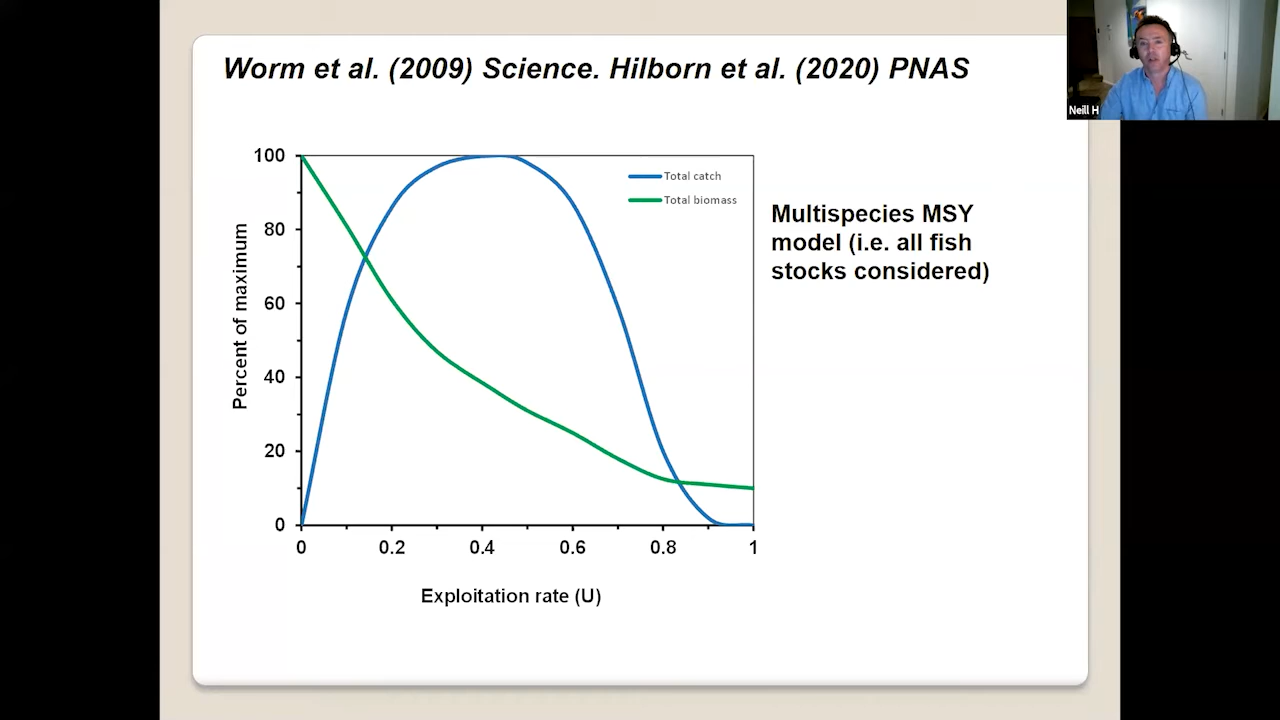 Worm et al. (2009) Science. Hilborn et al. (2020) PNAS
Neill H
100
80
60
40
20
0
Percent of maximum
Total catch
Total biomass
0 0.2 0.4 0.6 0.8 1
Exploitation rate (U)
Multispecies MSY
model (i.e. all fish
stocks considered)